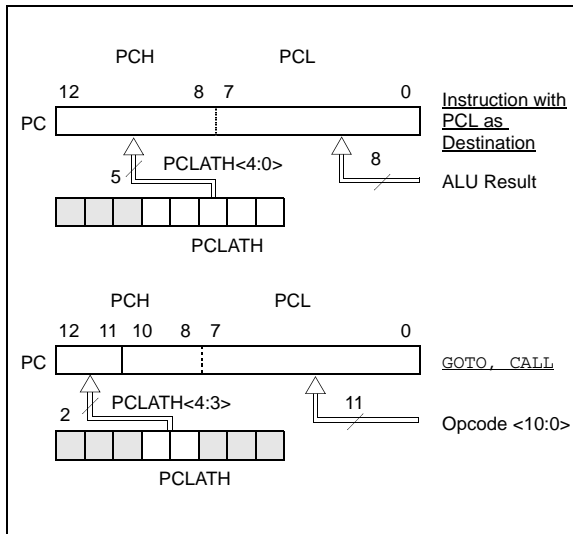 PCH PCL
12 8 7 0
PC
Instruction with
PCL as
Destination
5 PCLATH<4:0>
8
ALU Result
PCLATH
PCH PCL
12 11 10 8 7 0
PC
GOTO, CALL
2 PCLATH<4:3>
11
Opcode <10:0>
PCLATH